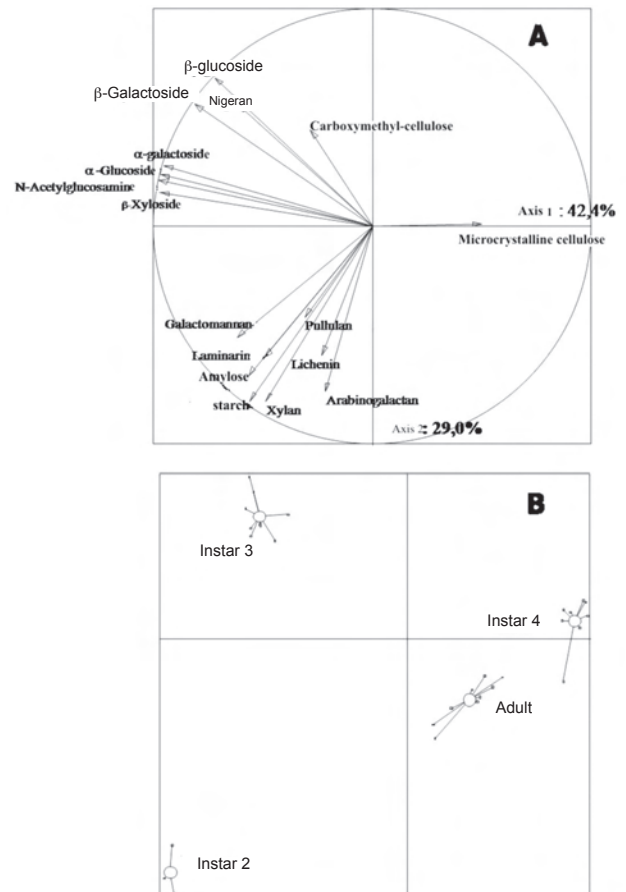 A
β-glucoside
β-Galactoside
Nigeran
Carboxymethyl-cellulose
α-galactoside
α-Glucoside
N-Acetylglucosamine
β-Xyloside
Axis 1 : 42,4%
Microcrystalline cellulose
Galactomannan
Pullulan
Laminarin
Lichenin
Amylose
starch
Xylan
Arabinogalactan
Axis 2 : 29,0%
B
Instar 3
Instar 4
Adult
Instar 2